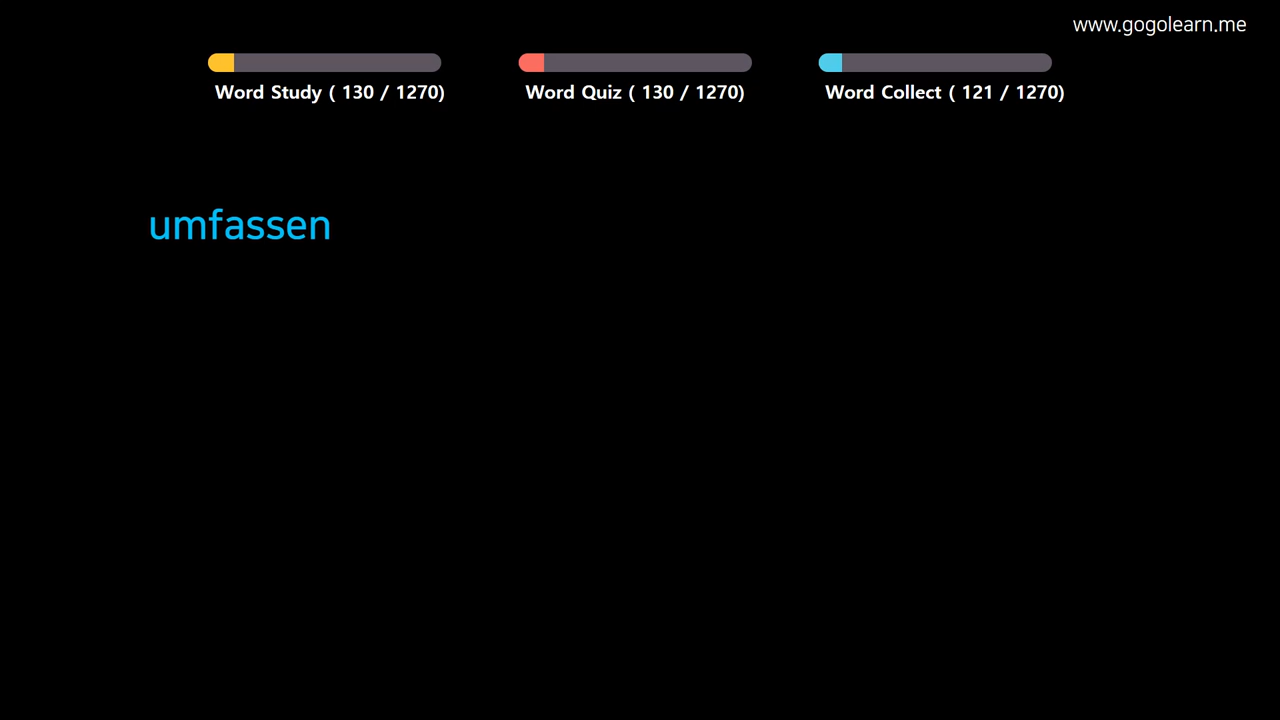 www.gogolearn.me
Word Study ( 130 / 1270)
Word Quiz ( 130 / 1270)
Word Collect ( 121 / 1270)
umfassen